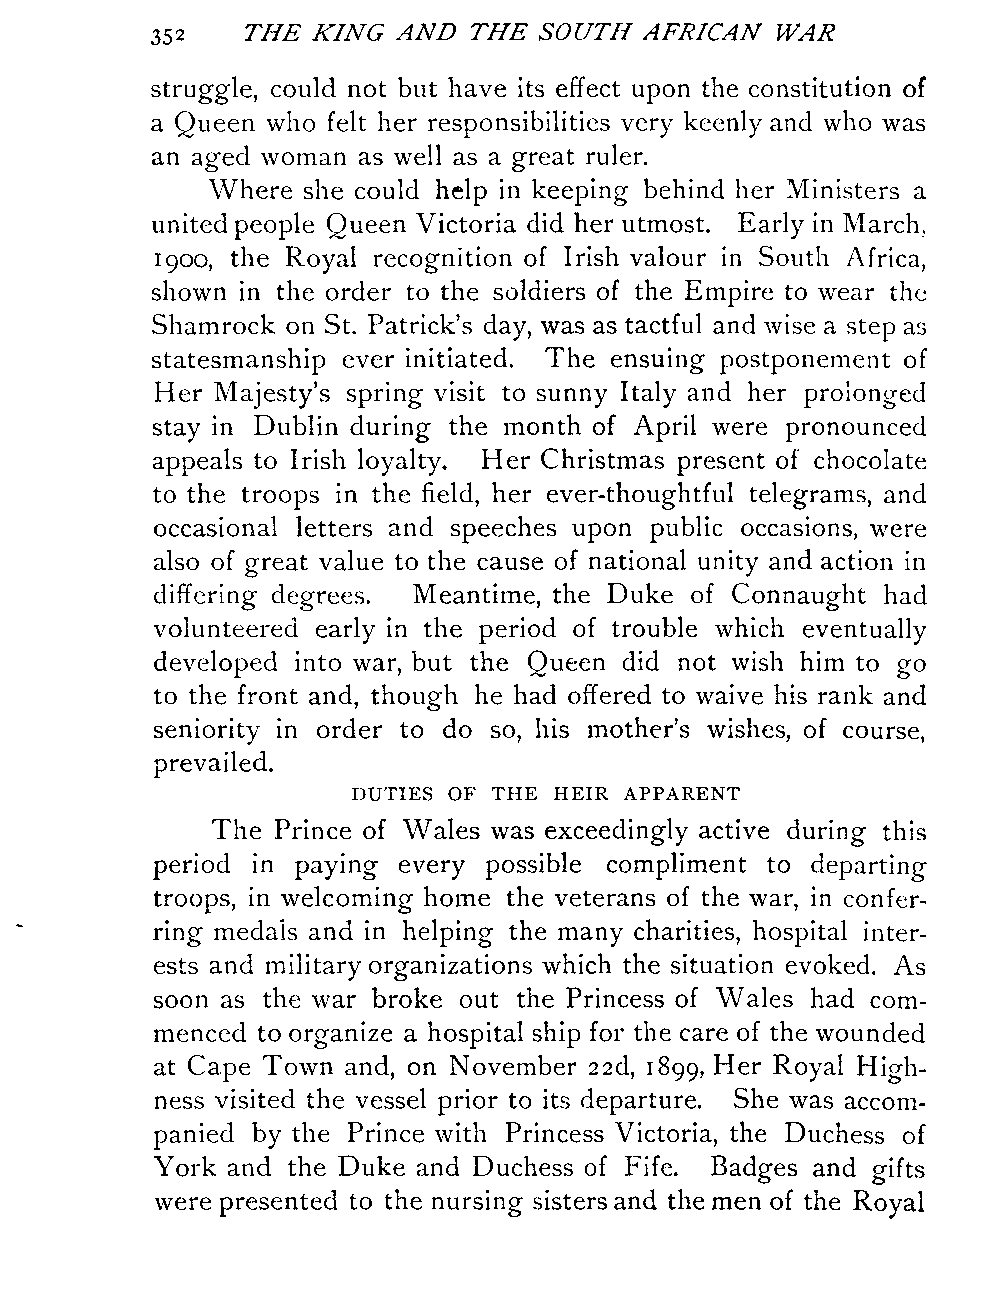 352 THE KING AND THE SOUTH AFRICAN WAR
struggle, could not but have its effect upon the constitution of
a Queen who felt her responsibilities very keenly and who was
an aged woman as well as a great ruler.
Where she could help in keeping behind her Ministers a
united people Queen Victoria did her utmost. Early in March,
1900, the Royal recognition of Irish valour in South Africa,
shown in the order to the soldiers of the Empire to wear the
Shamrock on St. Patrick's day, was as tactful and wise a step as
statesmanship ever initiated. The ensuing postponement of
Her Majesty's spring visit to sunny Italy and her prolonged
stay in Dublin during the month of April were pronounced
appeals to Irish loyalty. Her Christmas present of chocolate
to the troops in the field, her ever-thoughtful telegrams, and
occasional letters and speeches upon public occasions, were
also of great value to the cause of national unity and action in
differing degrees. Meantime, the Duke of Connaught had
volunteered early in the period of trouble which eventually
developed into war, but the Queen did not wish him to go
to the front and, though he had offered to waive his rank and
seniority in order to do so, his mother's wishes, of course,
prevailed.
DUTIES OF THE HEIR APPARENT
The Prince of Wales was exceedingly active during this
period in paying every possible compliment to departing
troops, in welcoming home the veterans of the war, in confer-
ring medals and in helping the many charities, hospital inter-
ests and military organizations which the situation evoked. As
soon as the war broke out the Princess of Wales had com-
menced to organize a hospital ship for the care of the wounded
at Cape Town and, on November 22d, 1899, Her Royal High-
ness visited the vessel prior to its departure. She was accom-
panied by the Prince with Princess Victoria, the Duchess of
York and the Duke and Duchess of Fife. Badges and gifts
were presented to the nursing sisters and the men of the Royal